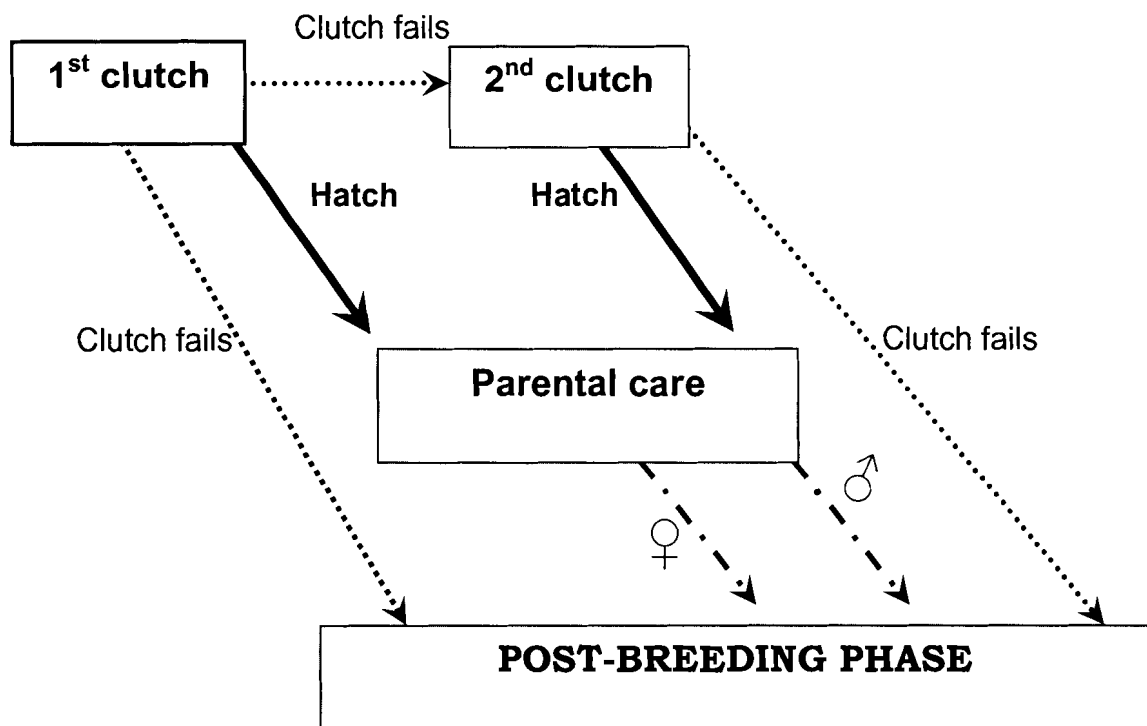 Clutch fails
1st clutch
2nd clutch
Hatch
Hatch
Clutch fails
Clutch fails
Parental care
♂
♀
POST-BREEDING PHASE